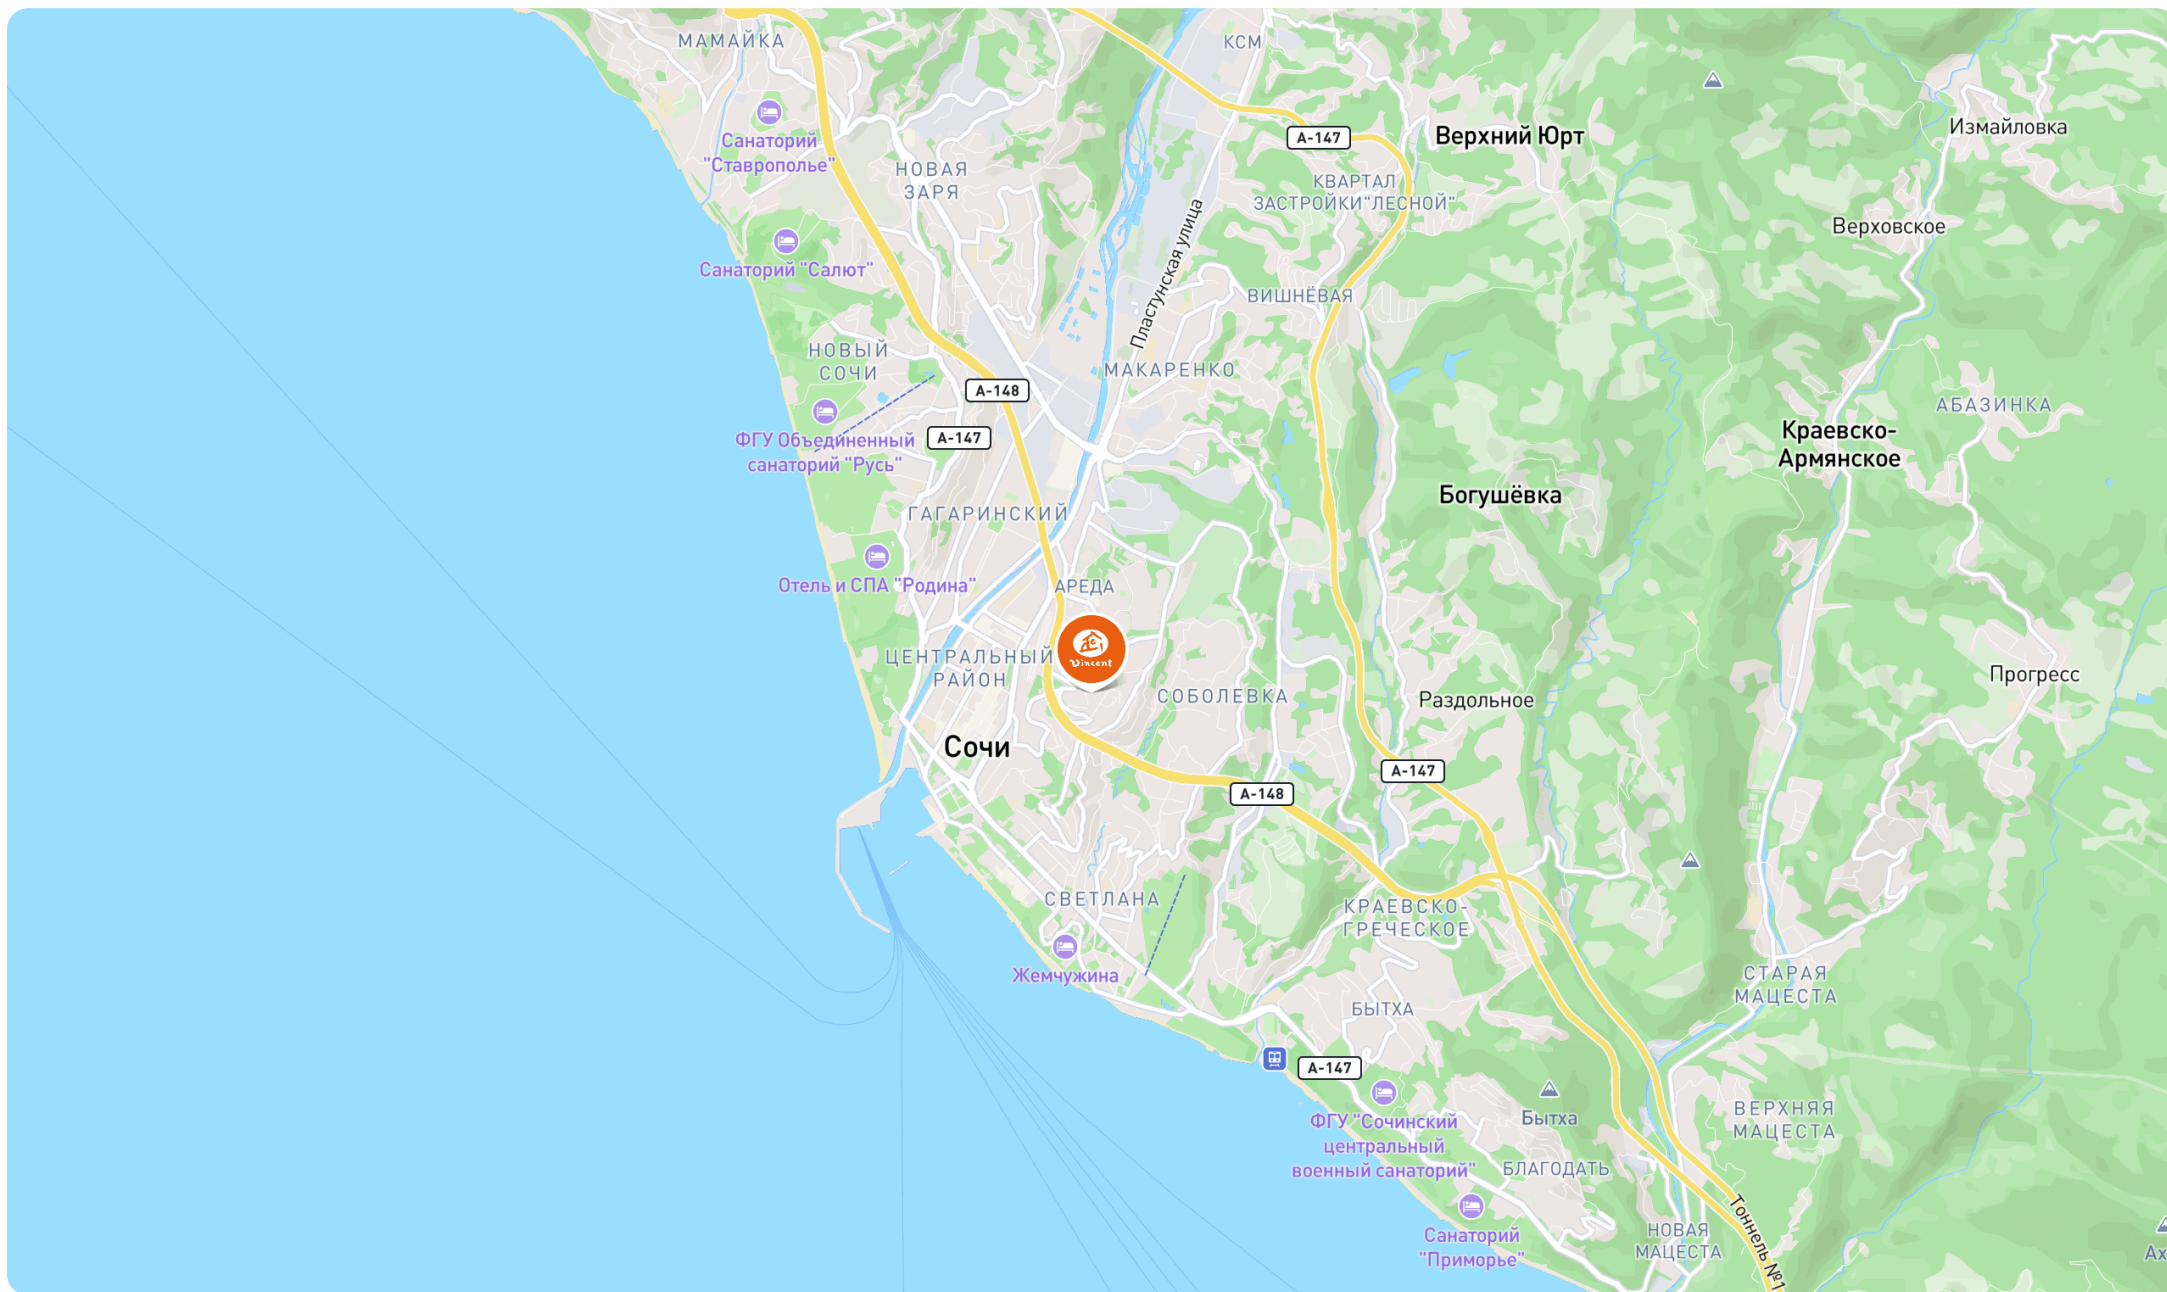 МАМАЙКА
КСМ
Санаторий
"Ставрополье"
А-147
Верхний Юрт
Измайловка
НОВАЯ
ЗАРЯ
КВАРТАЛ
ЗАСТРОЙКИ"ЛЕСНОЙ"
Пластунская улица
Верховское
Санаторий "Салют"
ВИШНЁВАЯ
НОВЫЙ
СОЧИ
МАКАРЕНКО
А-148
АБАЗИНКА
ФГУ Объединенный
санаторий "Русь"
А-147
Краевско-
Армянское
Богушёвка
ГАГАРИНСКИЙ
Отель и СПА "Родина"
АРЕДА
Vincent
ЦЕНТРАЛЬНЫЙ
РАЙОН
СОБОЛЕВКА
Раздольное
Прогресс
Сочи
А-147
А-148
СВЕТЛАНА
КРАЕВСКО-
ГРЕЧЕСКОЕ
Жемчужина
СТАРАЯ
МАЦЕСТА
БЫТХА
А-147
ФГУ "Сочинский
центральный
военный санаторий"
Бытха
ВЕРХНЯЯ
МАЦЕСТА
БЛАГОДАТЬ
Санаторий
"Приморье"
НОВАЯ
МАЦЕСТА
Тоннель №1
Ах